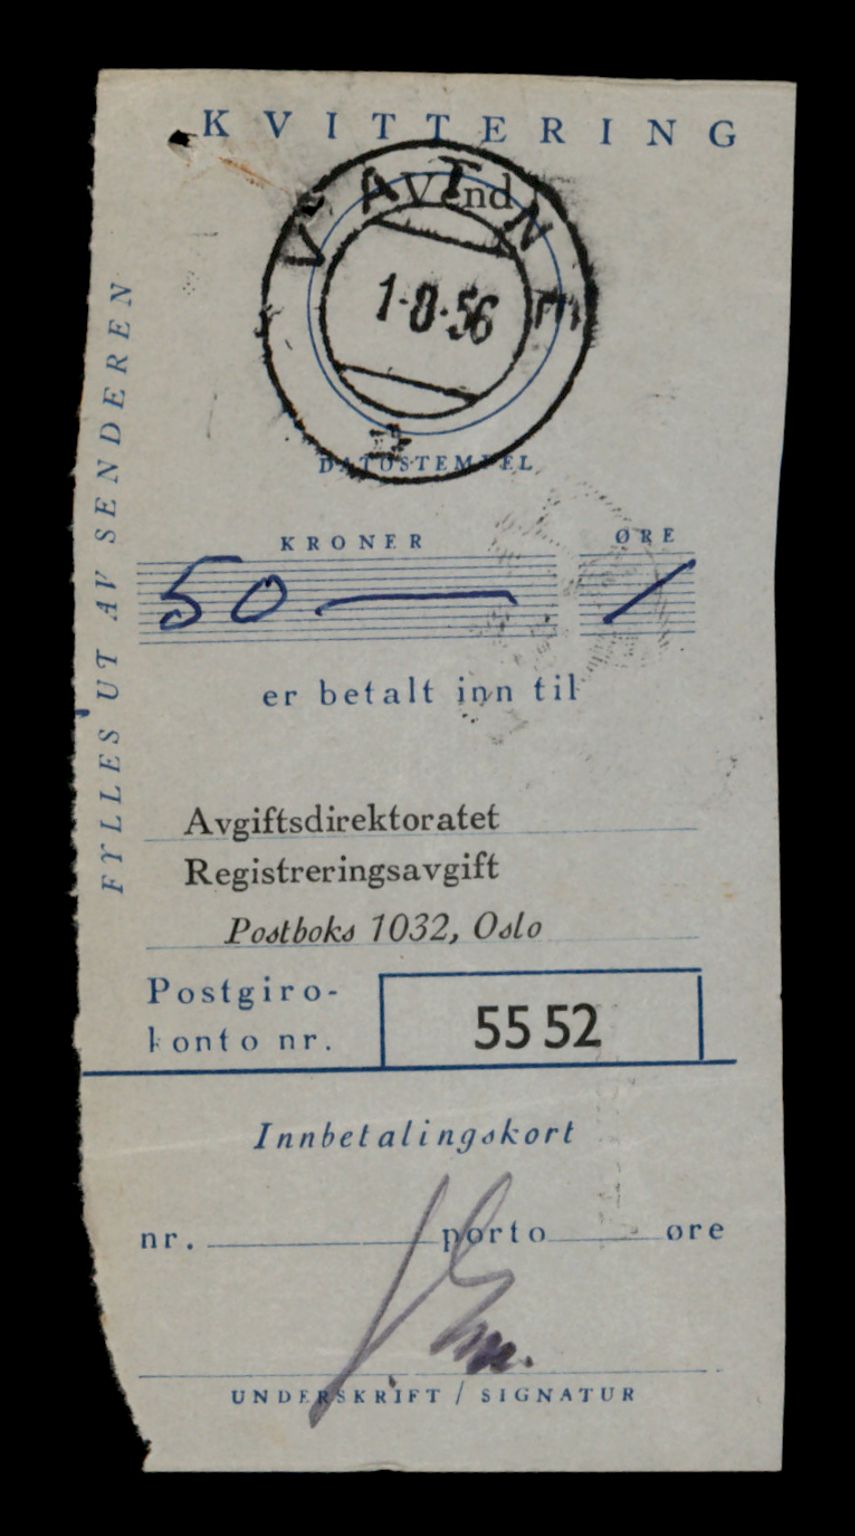 KVITTERING
Avend
1-8-56
DATOSTEMPEL
FYLLES UT AV SENDEREN
KRONER ØRE
50 — /
er betalt inn til
Avgiftsdirektoratet
Registreringsavgift
Postboks 1032, Oslo
Postgiro-
konto nr.
55 52
Innbetalingskort
nr. porto øre
UNDERSKRIFT / SIGNATUR